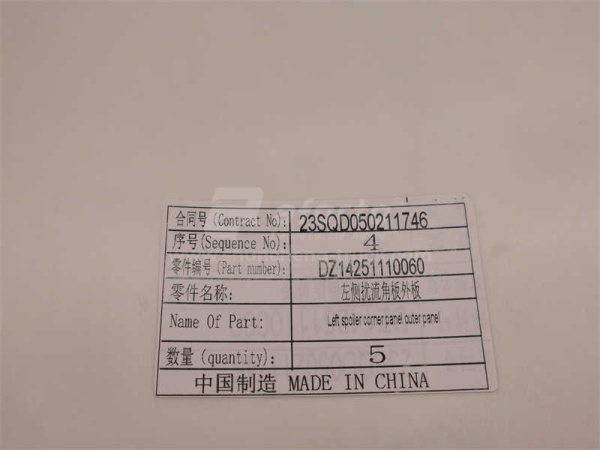 合同号 (Contract No): 23SQD050211746
序号(Sequence No): 4
零件编号 (Part number): DZ14251110060
零件名称: 左侧扰流角板外板
Name Of Part: Left spoiler corner panel outer panel
数量 (quantity): 5
中国制造 MADE IN CHINA